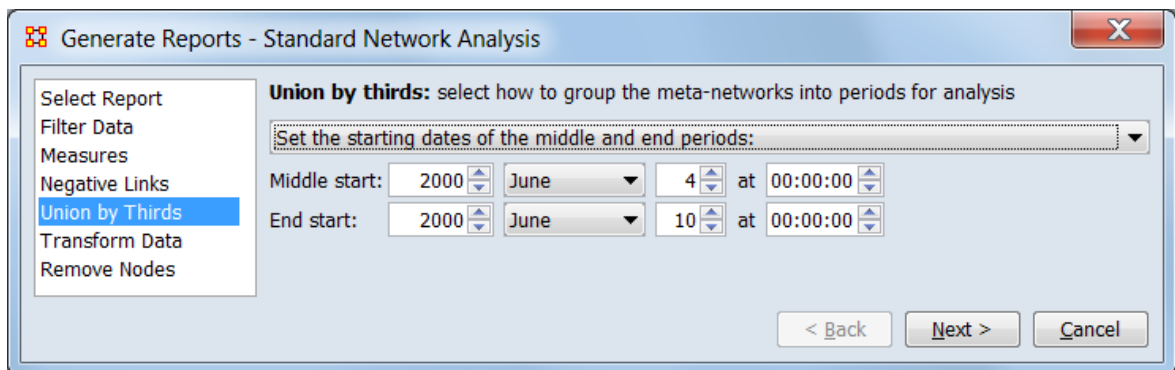 Generate Reports - Standard Network Analysis
X
Select Report
Filter Data
Measures
Negative Links
Union by Thirds
Transform Data
Remove Nodes
Union by thirds: select how to group the meta-networks into periods for analysis
Set the starting dates of the middle and end periods:
Middle start: 2000 June 4 at 00:00:00
End start: 2000 June 10 at 00:00:00
< Back Next > Cancel